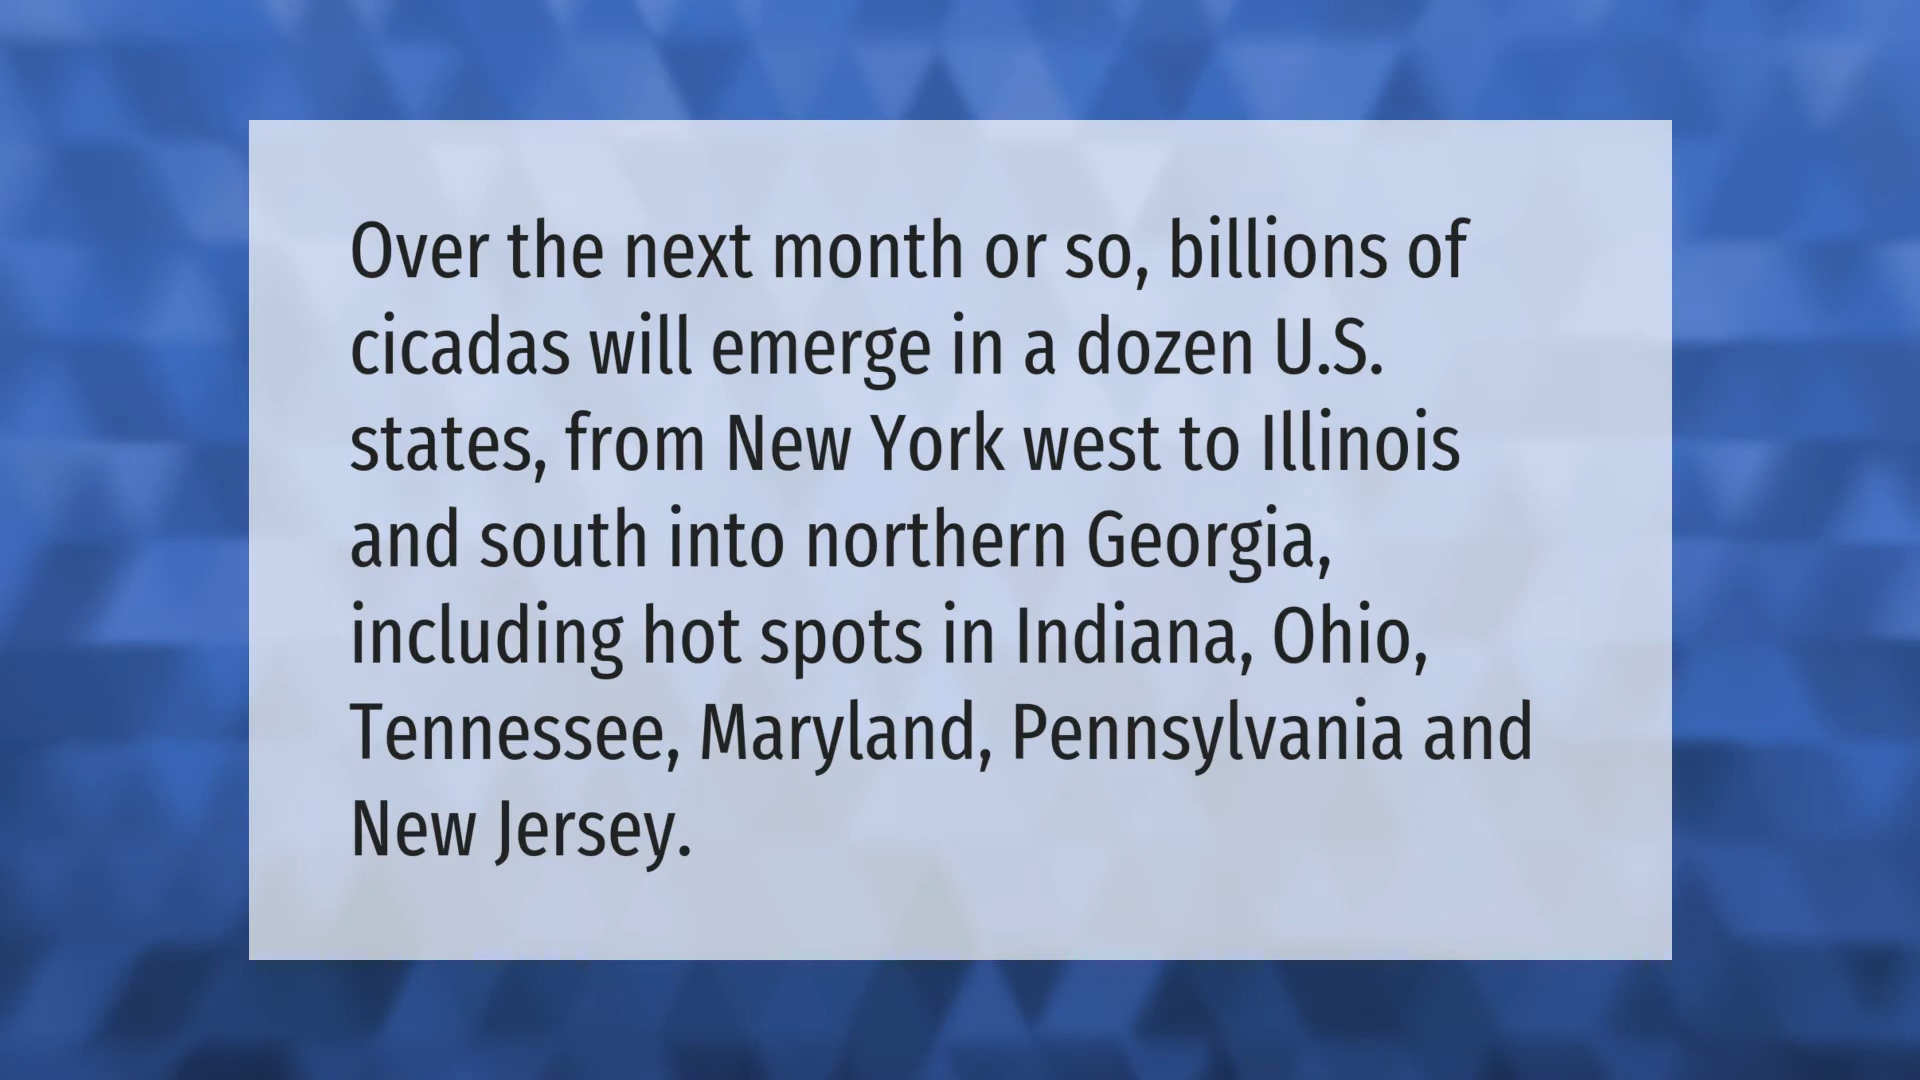 Over the next month or so, billions of
cicadas will emerge in a dozen U.S.
states, from New York west to Illinois
and south into northern Georgia,
including hot spots in Indiana, Ohio,
Tennessee, Maryland, Pennsylvania and
New Jersey.